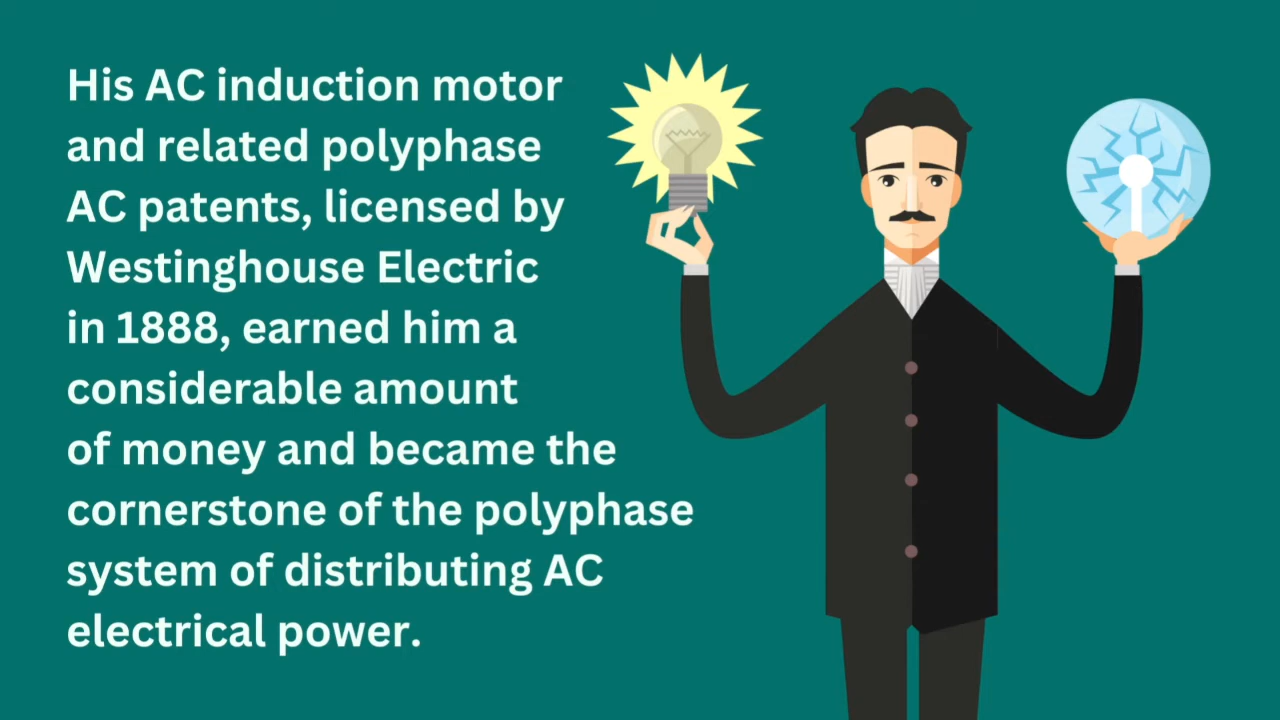 His AC induction motor
and related polyphase
AC patents, licensed by
Westinghouse Electric
in 1888, earned him a
considerable amount
of money and became the
cornerstone of the polyphase
system of distributing AC
electrical power.